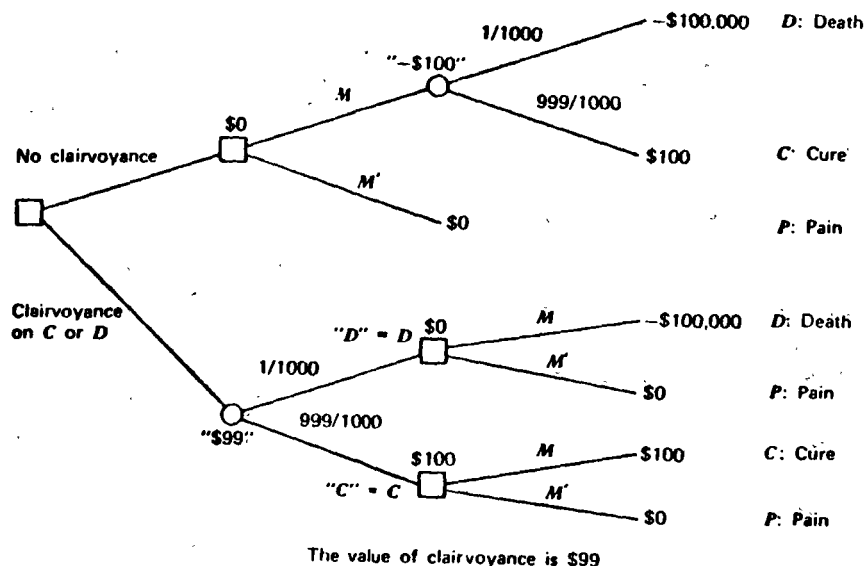 1/1000
−$100,000 D: Death
"−$100"
M
999/1000
$0
No clairvoyance
$100 C: Cure
M'
$0 P: Pain
Clairvoyance
on C or D
"D" = D
$0
M
−$100,000 D: Death
M'
1/1000
$0 P: Pain
999/1000
"$99"
$100
M
$100 C: Cure
"C" = C
M'
$0 P: Pain
The value of clairvoyance is $99